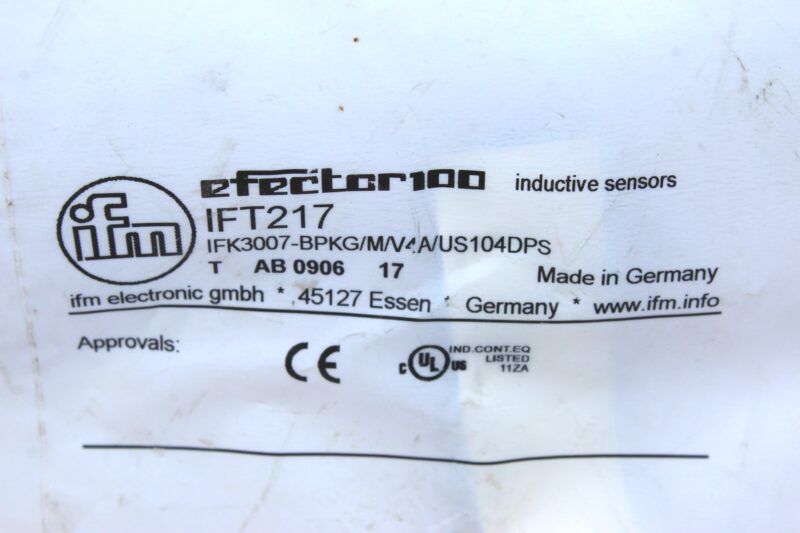 efector100 inductive sensors
ifm
IFT217
IFK3007-BPKG/M/V4A/US104DPS
T AB 0906 17 Made in Germany
ifm electronic gmbh * 45127 Essen * Germany * www.ifm.info
Approvals: CE C UL US IND.CONT.EQ
LISTED
11ZA